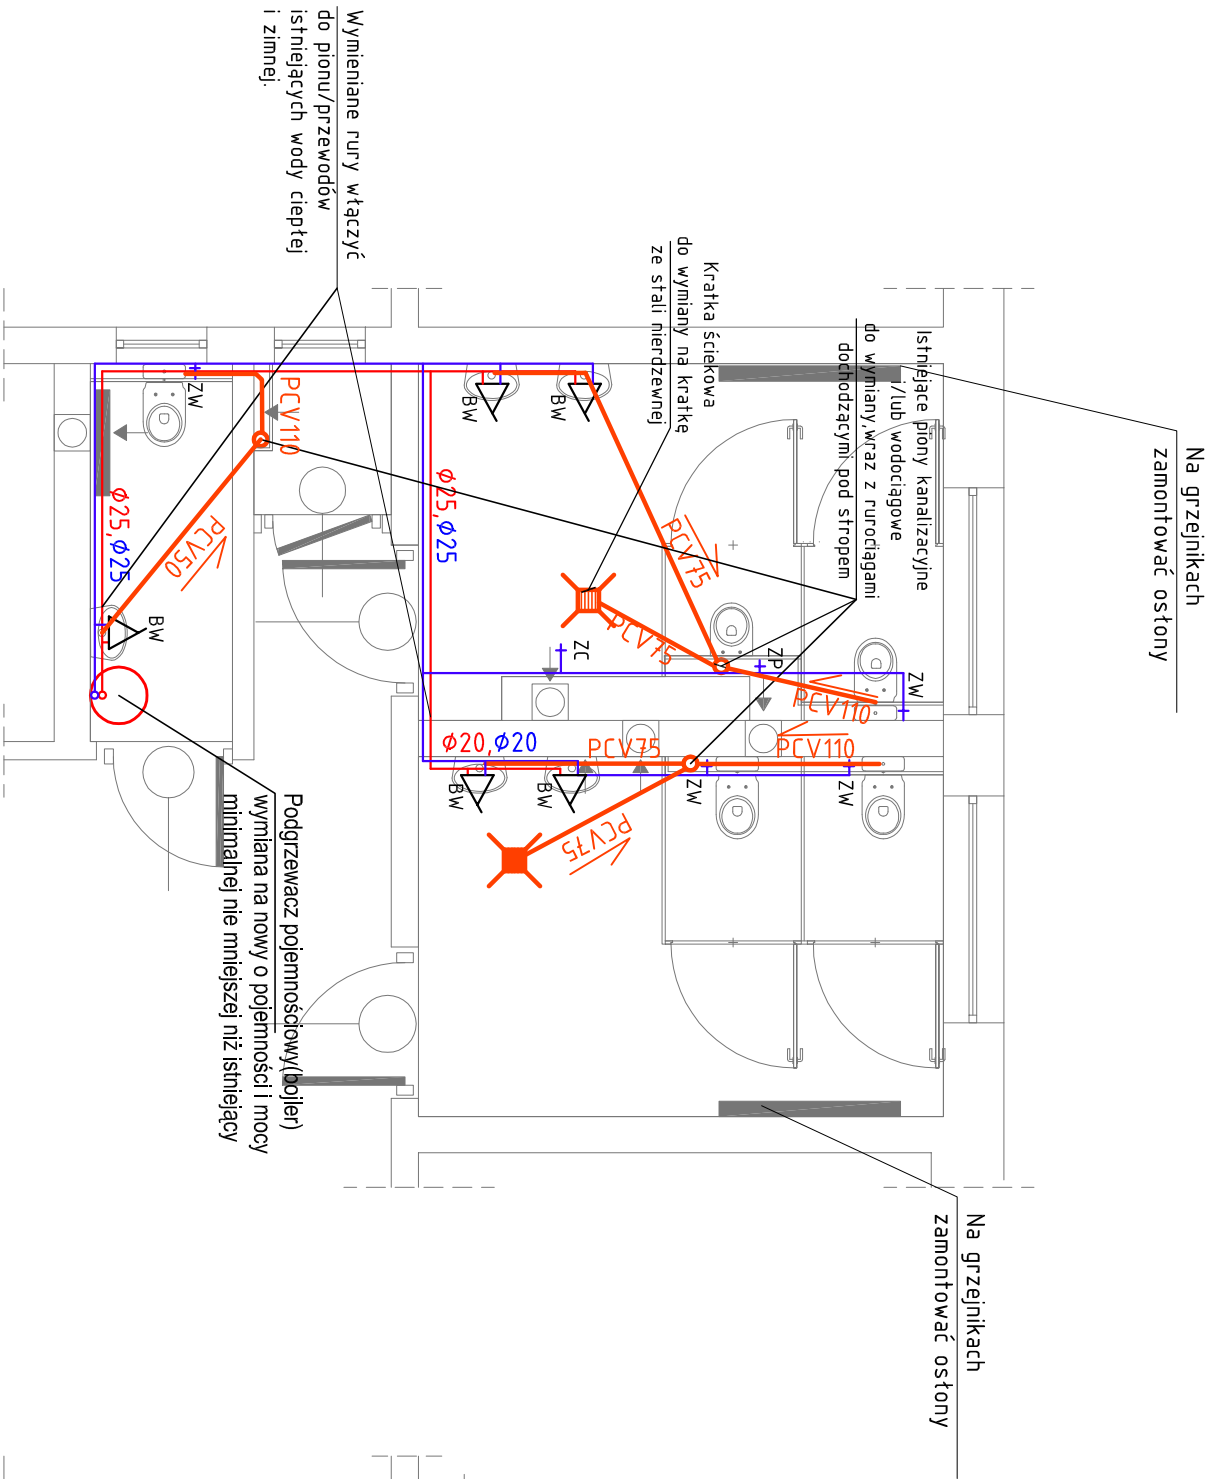 Na grzejnikach
zamontować osłony
Wymieniane rury włączyć
do pionu/przewodów
istniejących wody ciepłej
i zimnej.
Kratka ściekowa
do wymiany na kratkę
ze stali nierdzewnej
Istniejące piony kanalizacyjne
i/lub wodociągowe
do wymiany,wraz z rurociągami
dochodzącymi pod stropem
ZW
PCV110
BW
BW
Ø25,Ø25
PCV75
Ø25,Ø25
PCV50
BW
PCV75
ZC
ZP
ZW
PCV110
Ø20,Ø20
PCV75
PCV110
BW
BW
ZW
ZW
PCV75
Podgrzewacz pojemnościowy(bojler)
wymiana na nowy o pojemności i mocy
minimalnej nie mniejszej niż istniejący
Na grzejnikach
zamontować osłony